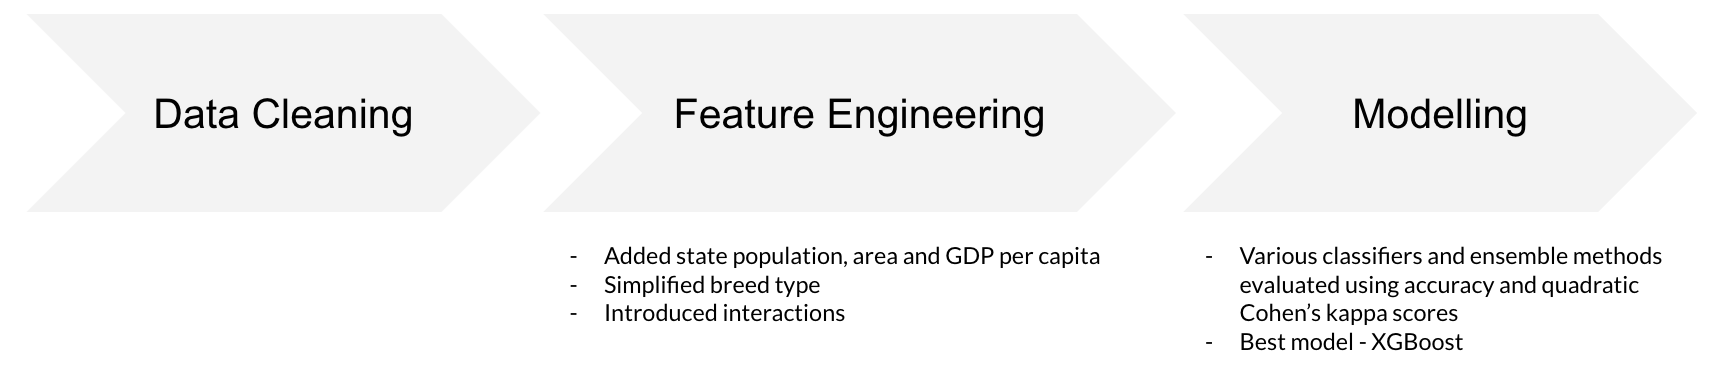 Data Cleaning
Feature Engineering
Modelling
- Added state population, area and GDP per capita
- Simplified breed type
- Introduced interactions
- Various classifiers and ensemble methods
evaluated using accuracy and quadratic
Cohen’s kappa scores
- Best model - XGBoost